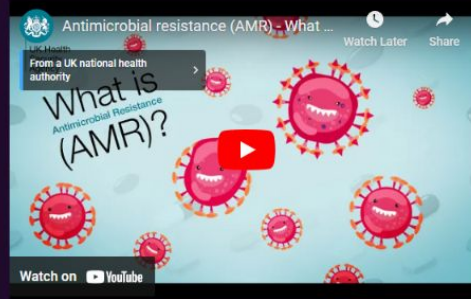 Antimicrobial resistance (AMR) - What ...
Watch Later
Share
UK Health
From a UK national health
authority
What is
Antimicrobial Resistance
(AMR)?
Watch on YouTube